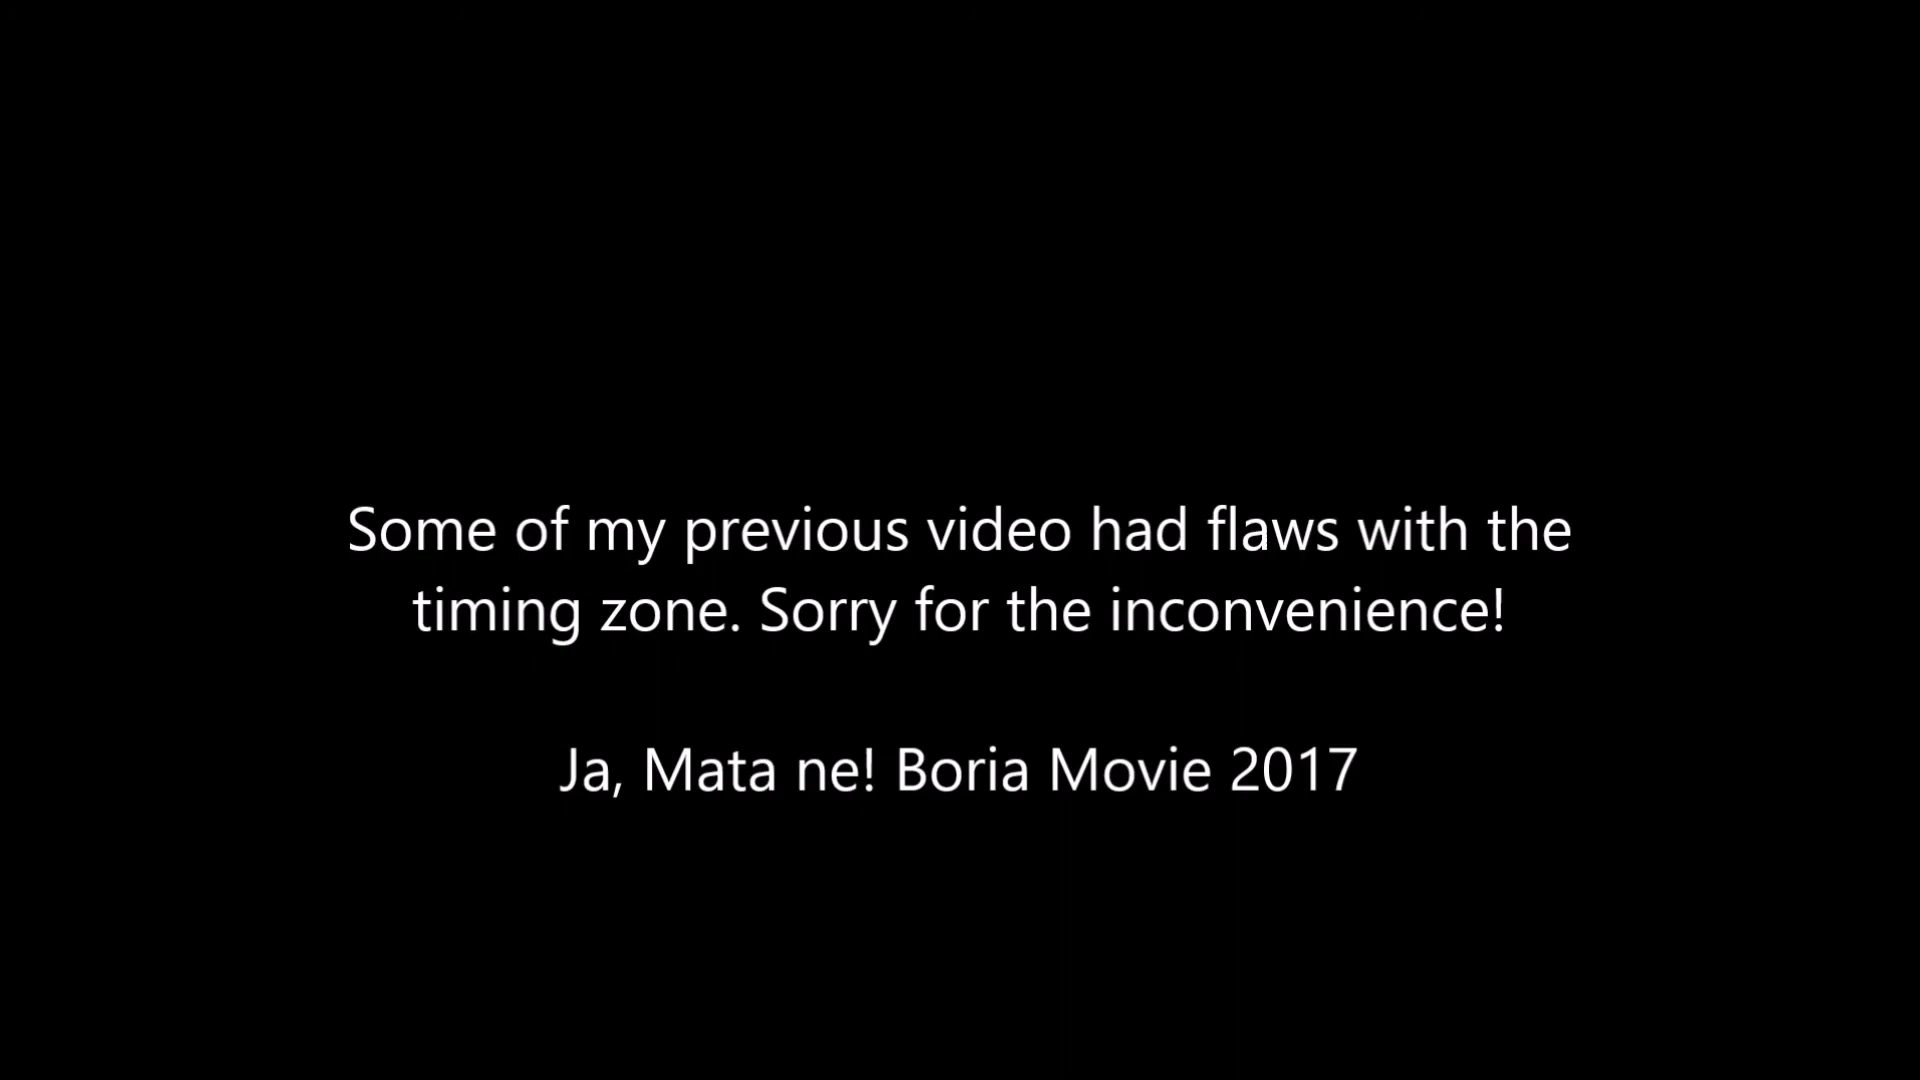 Some of my previous video had flaws with the
timing zone. Sorry for the inconvenience!
Ja, Mata ne! Boria Movie 2017